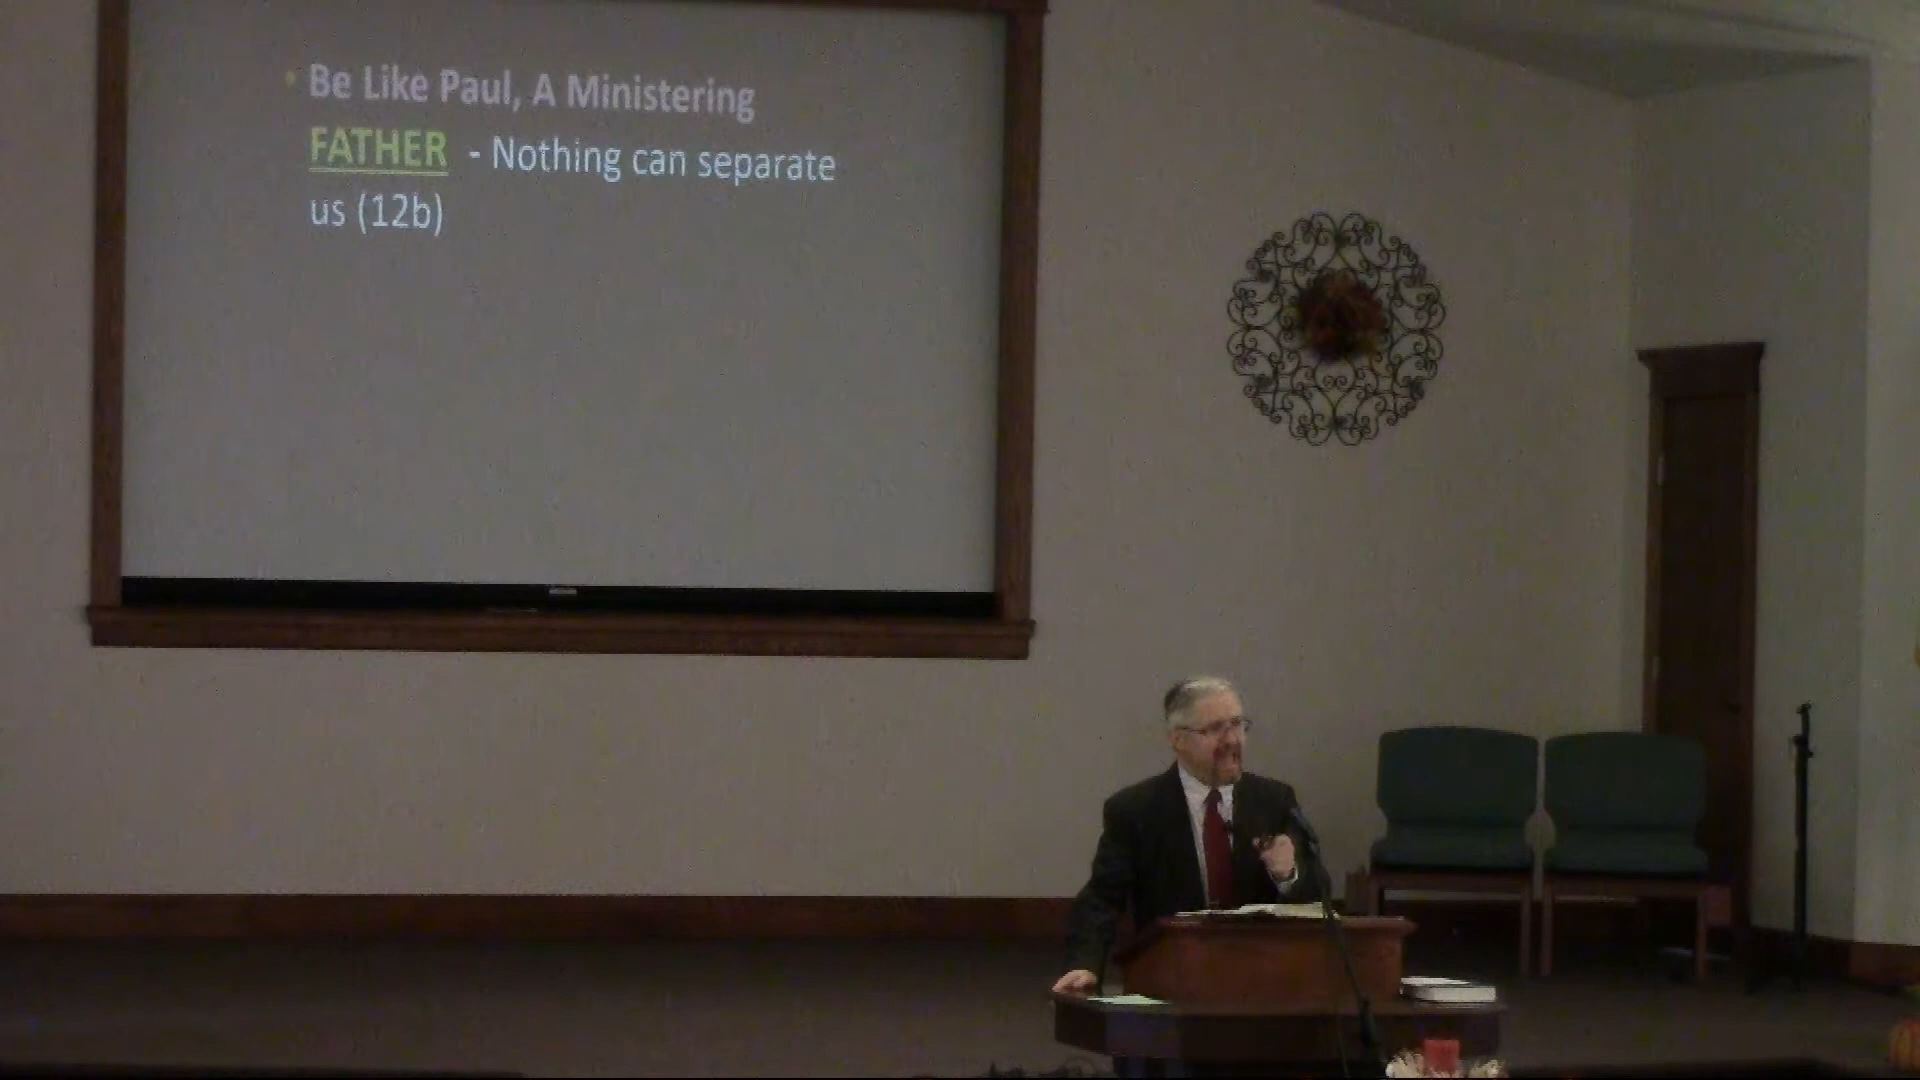 • Be Like Paul, A Ministering
FATHER - Nothing can separate
us (12b)